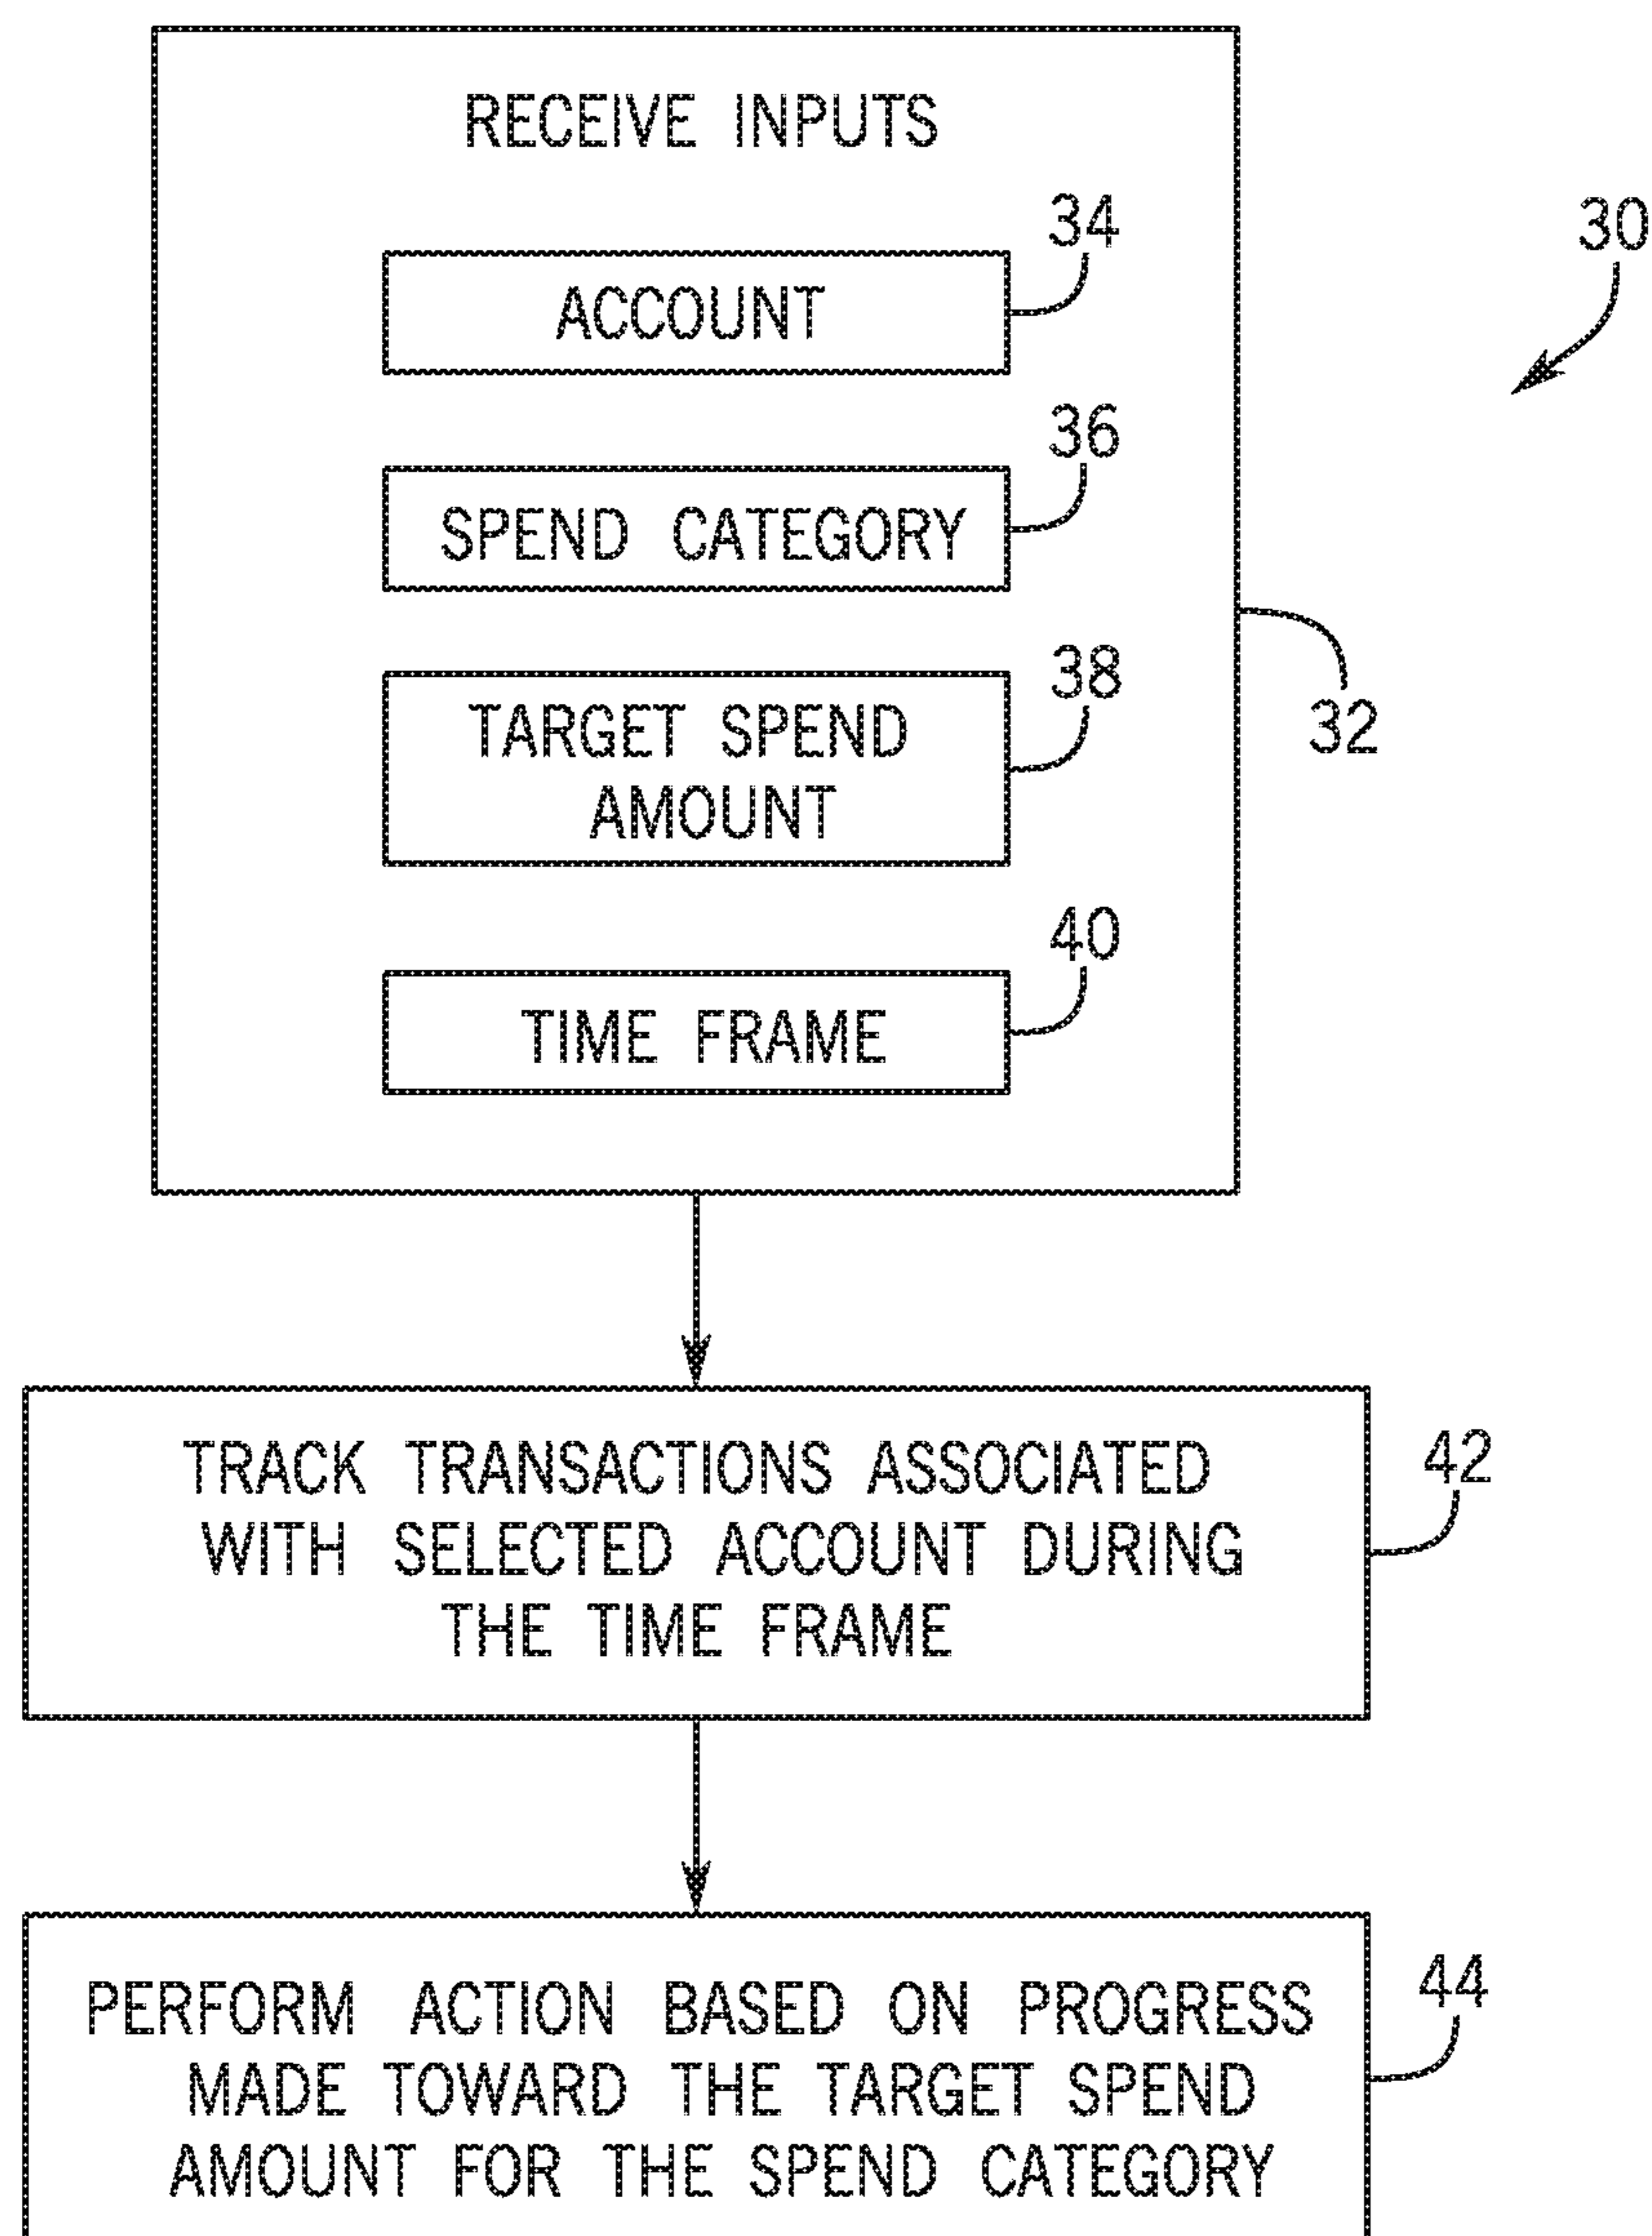 RECEIVE INPUTS
34
30
ACCOUNT
36
SPEND CATEGORY
38
TARGET SPEND
AMOUNT
32
40
TIME FRAME
TRACK TRANSACTIONS ASSOCIATED
WITH SELECTED ACCOUNT DURING
THE TIME FRAME
42
PERFORM ACTION BASED ON PROGRESS
MADE TOWARD THE TARGET SPEND
AMOUNT FOR THE SPEND CATEGORY
44